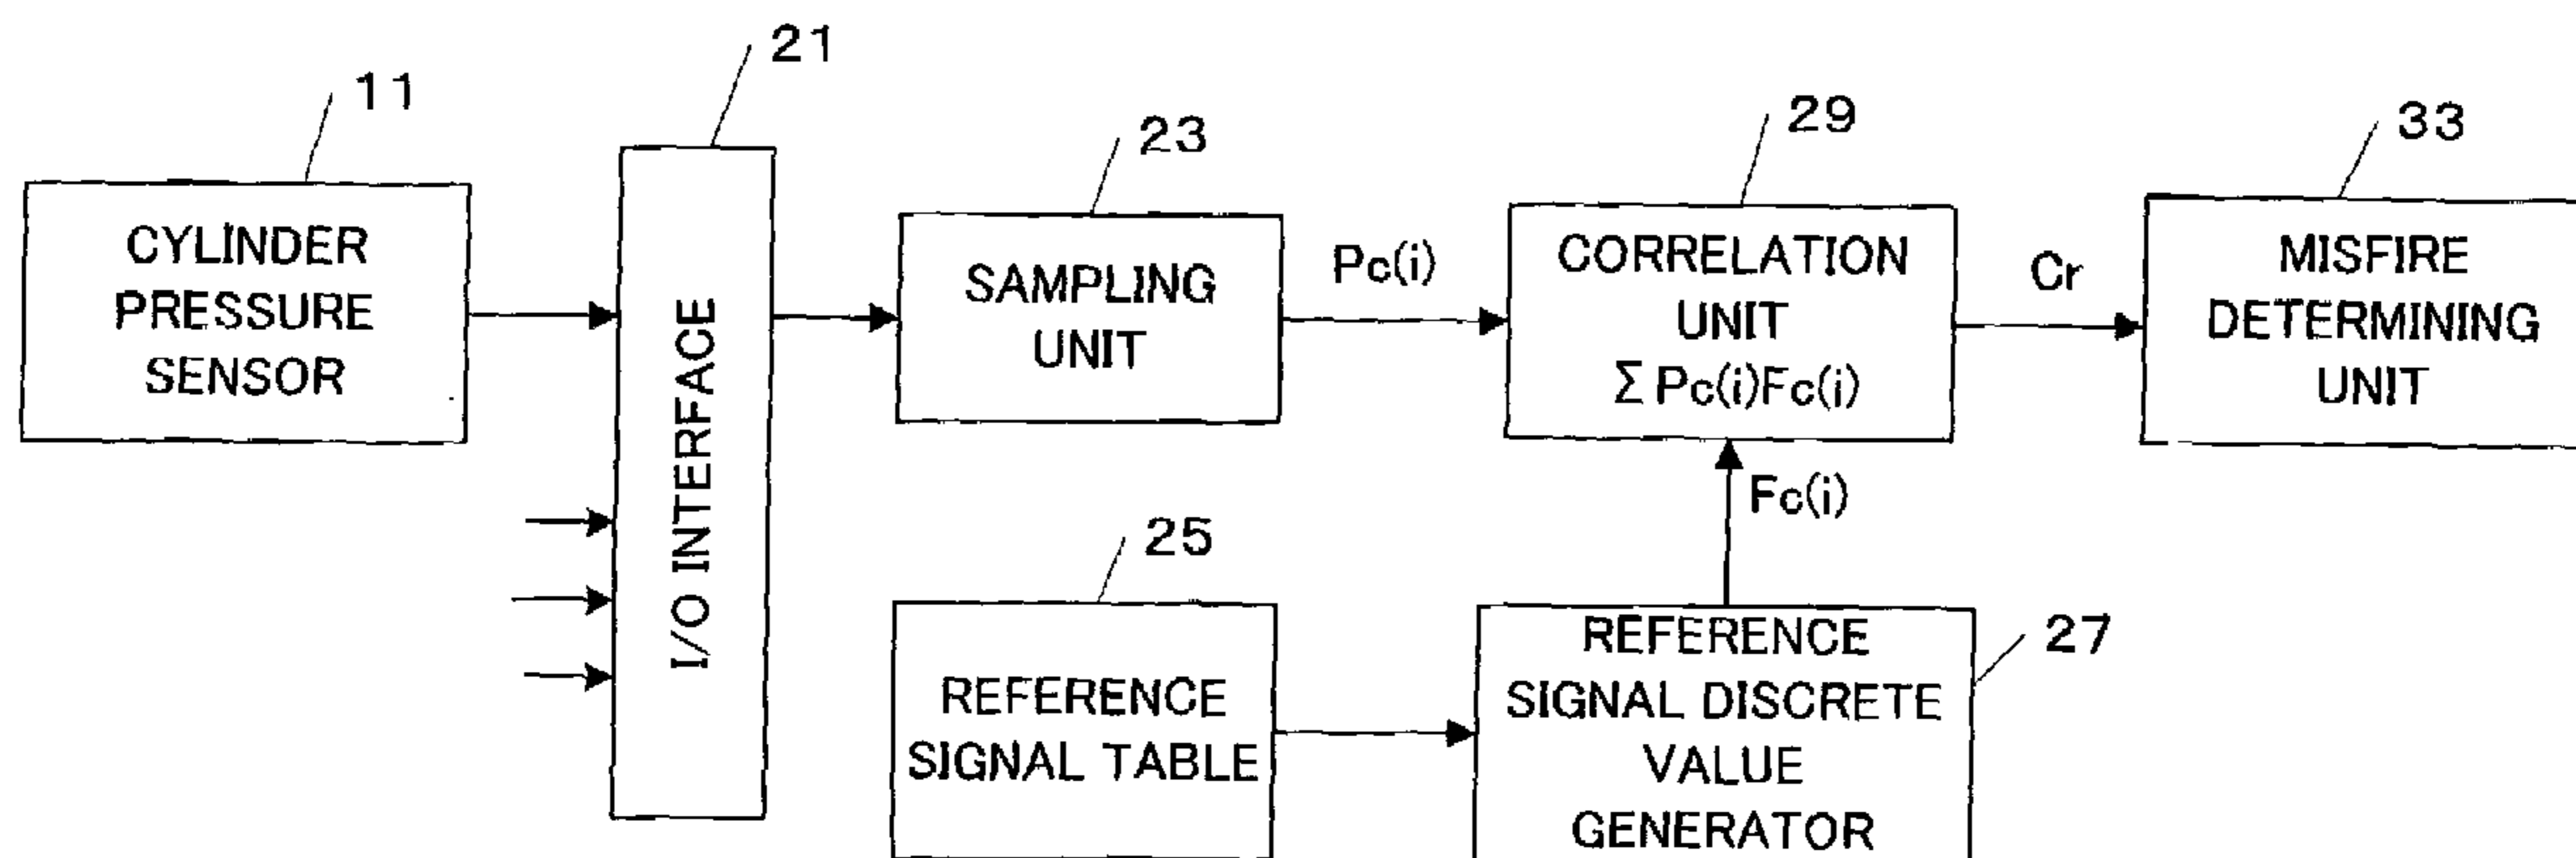 11
CYLINDER
PRESSURE
SENSOR
21
I/O INTERFACE
23
SAMPLING
UNIT
Pc(i)
29
CORRELATION
UNIT
Σ Pc(i)Fc(i)
Cr
33
MISFIRE
DETERMINING
UNIT
Fc(i)
25
REFERENCE
SIGNAL TABLE
27
REFERENCE
SIGNAL DISCRETE
VALUE
GENERATOR